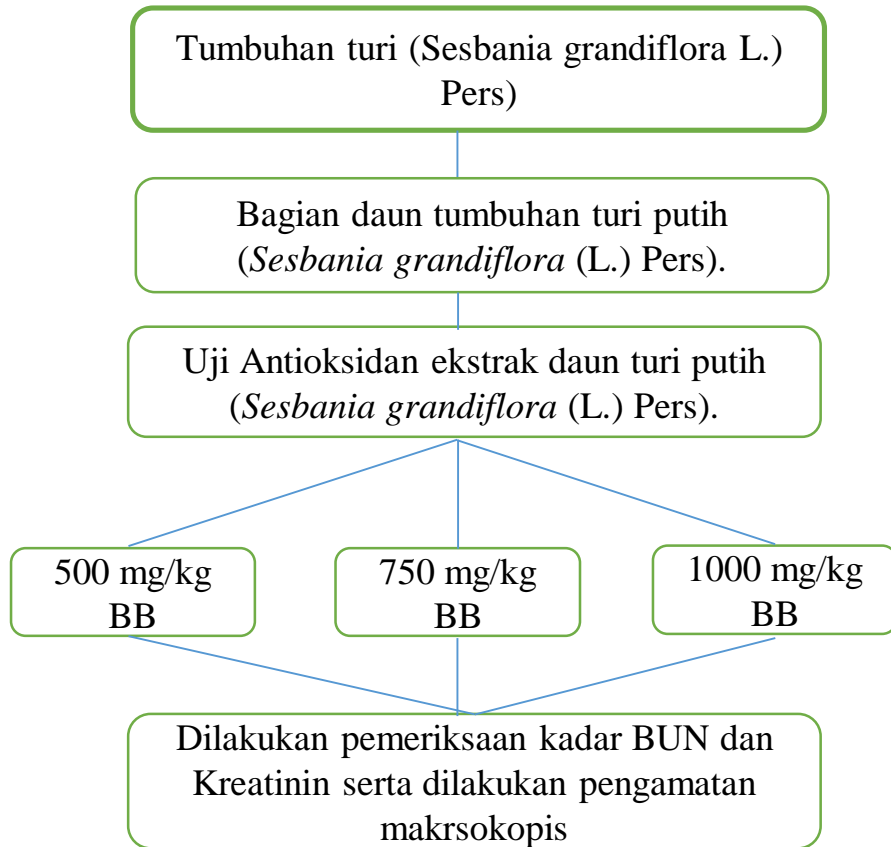 Tumbuhan turi (Sesbania grandiflora L.)
Pers)
Bagian daun tumbuhan turi putih
(Sesbania grandiflora (L.) Pers).
Uji Antioksidan ekstrak daun turi putih
(Sesbania grandiflora (L.) Pers).
500 mg/kg
BB
750 mg/kg
BB
1000 mg/kg
BB
Dilakukan pemeriksaan kadar BUN dan
Kreatinin serta dilakukan pengamatan
makrsokopis